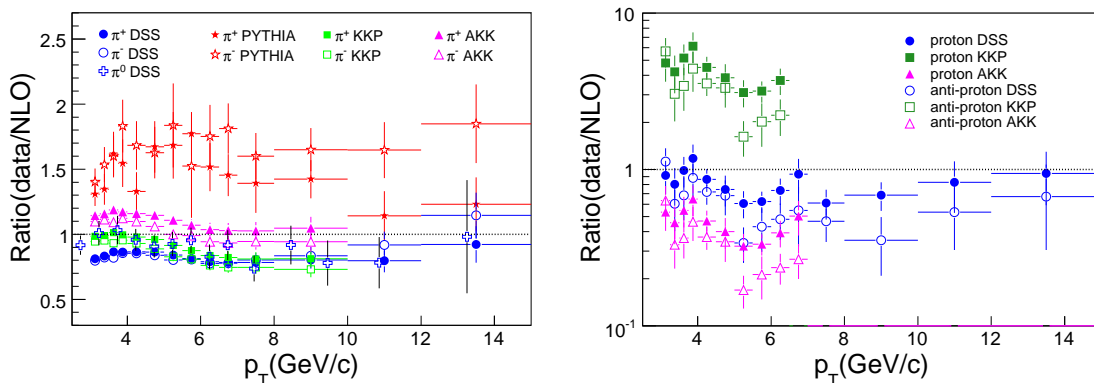 Ratio(data/NLO)
2.5
2
1.5
1
0.5
π+ DSS
π- DSS
π0 DSS
π+ PYTHIA
π- PYTHIA
π+ KKP
π- KKP
π+ AKK
π- AKK
4 6 8 10 12 14
pT(GeV/c)
Ratio(data/NLO)
10
1
10-1
proton DSS
proton KKP
proton AKK
anti-proton DSS
anti-proton KKP
anti-proton AKK
4 6 8 10 12 14
pT(GeV/c)